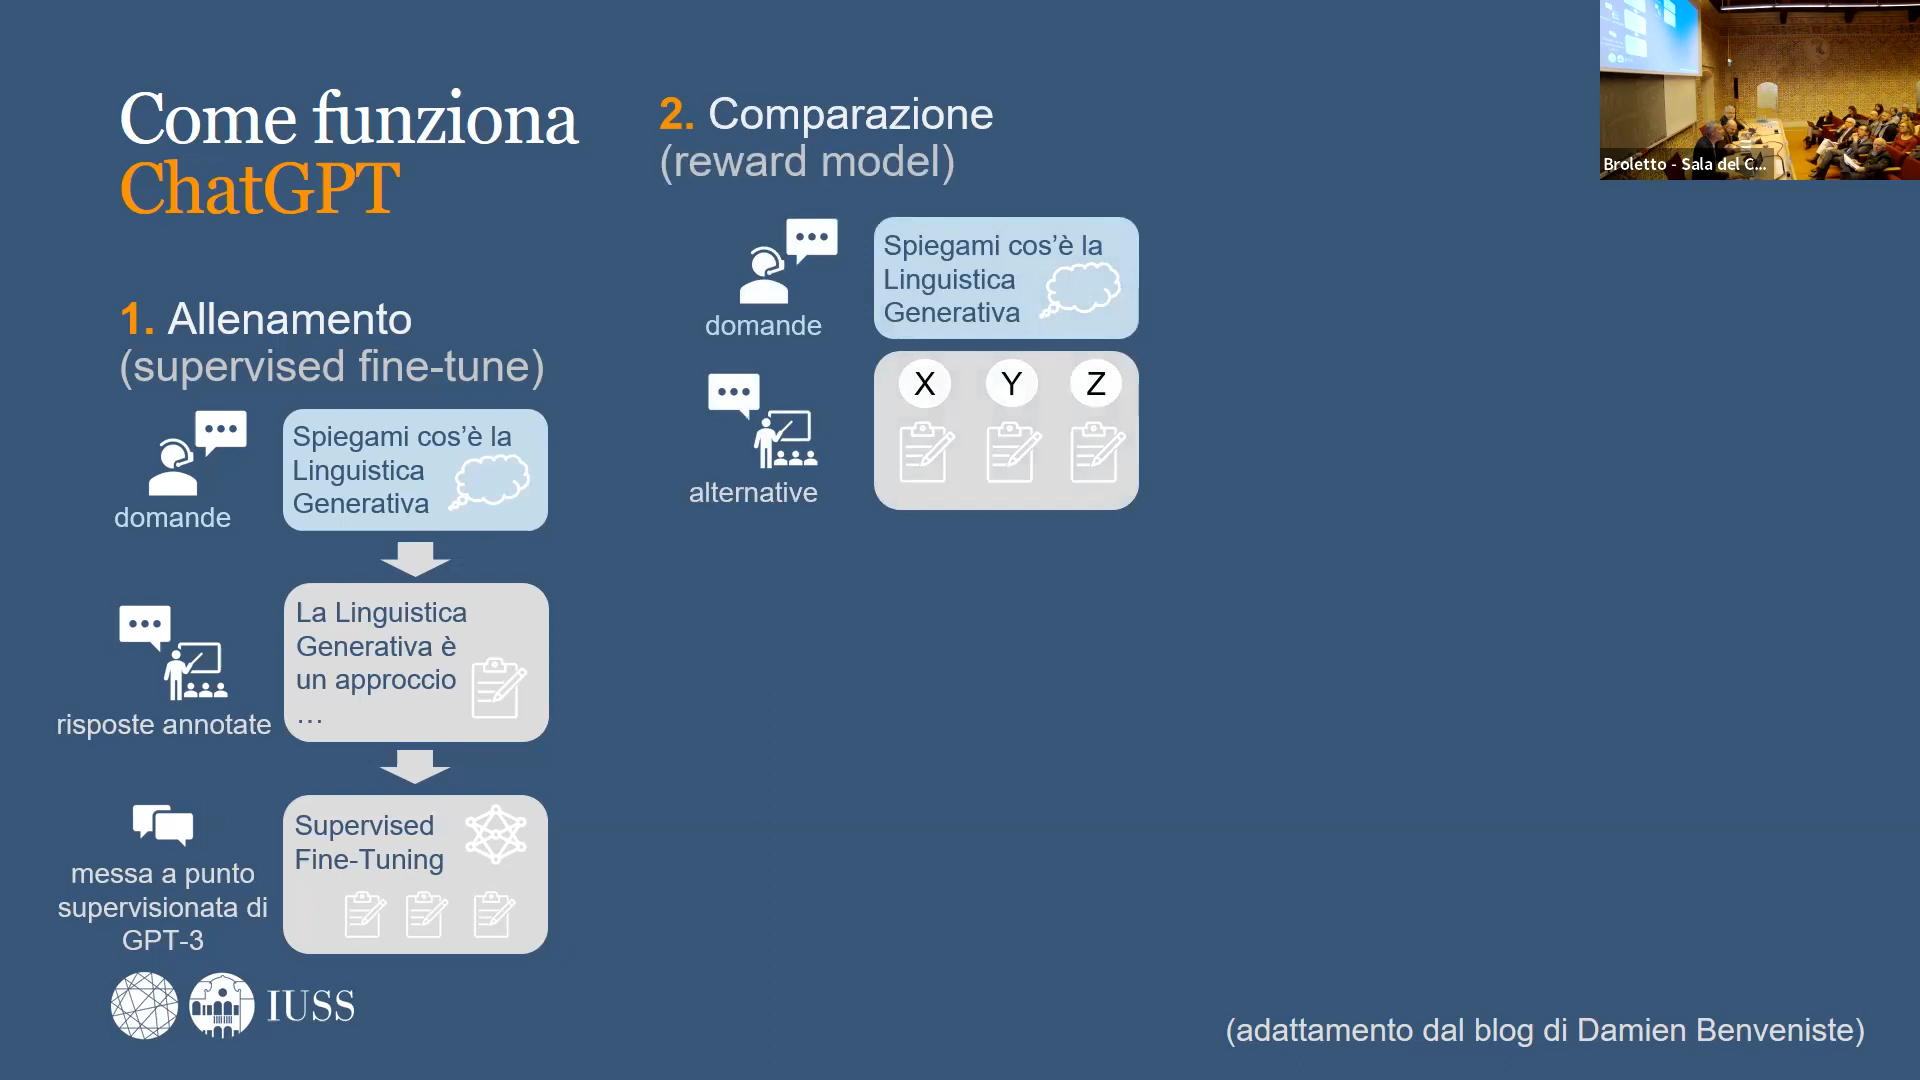 Come funziona
ChatGPT
1. Allenamento
(supervised fine-tune)
domande
Spiegami cos'è la
Linguistica
Generativa
risposte annotate
La Linguistica
Generativa è
un approccio
…
messa a punto
supervisionata di
GPT-3
Supervised
Fine-Tuning
2. Comparazione
(reward model)
domande
Spiegami cos'è la
Linguistica
Generativa
alternative
X Y Z
IUSS
(adattamento dal blog di Damien Benveniste)
Broletto - Sala del C...